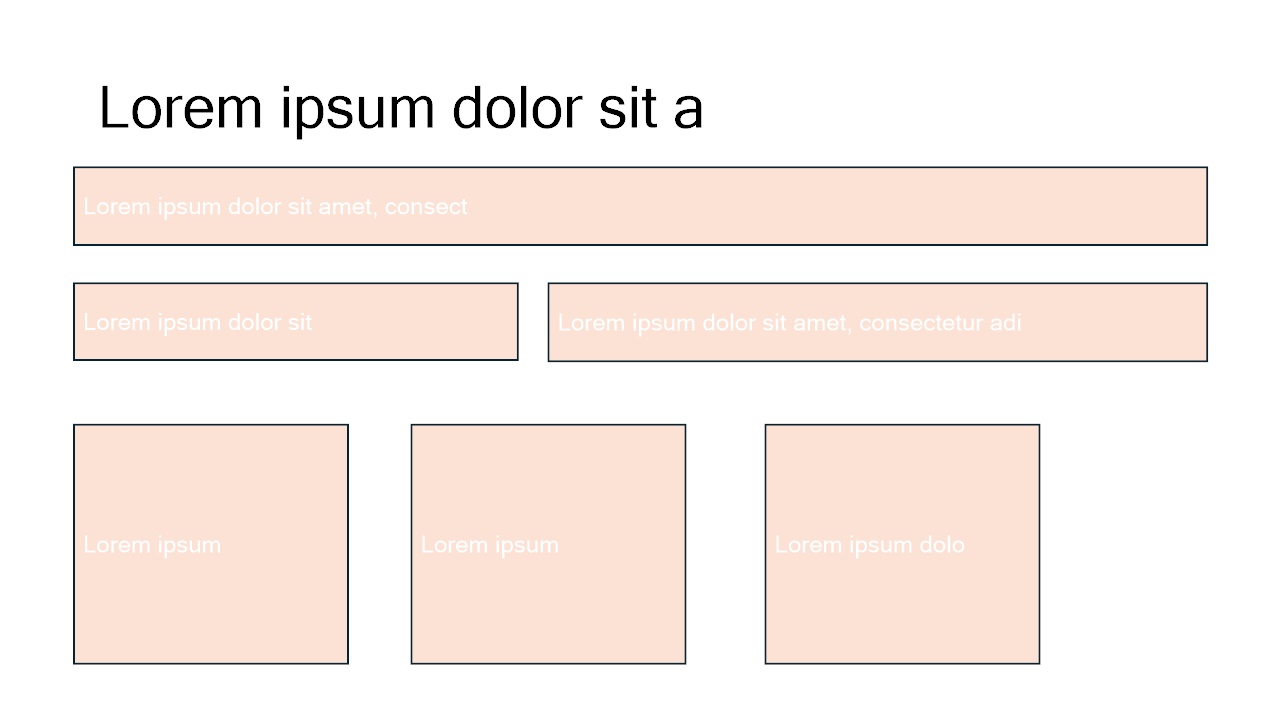 Lorem ipsum dolor sit a
Lorem ipsum dolor sit amet, consect
Lorem ipsum dolor sit
Lorem ipsum dolor sit amet, consectetur adi
Lorem ipsum
Lorem ipsum
Lorem ipsum dolo